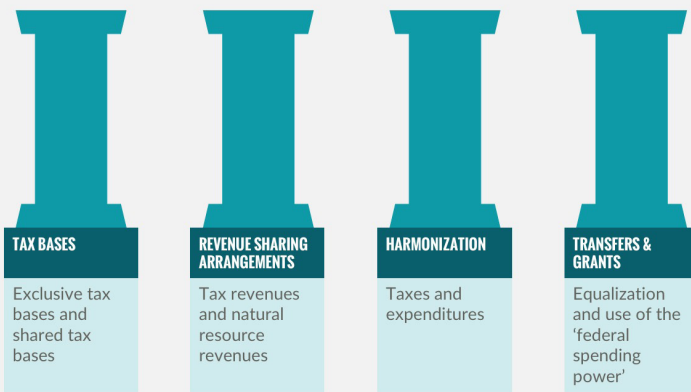 TAX BASES
Exclusive tax
bases and
shared tax
bases
REVENUE SHARING
ARRANGEMENTS
Tax revenues
and natural
resource
revenues
HARMONIZATION
Taxes and
expenditures
TRANSFERS &
GRANTS
Equalization
and use of the
‘federal
spending
power’